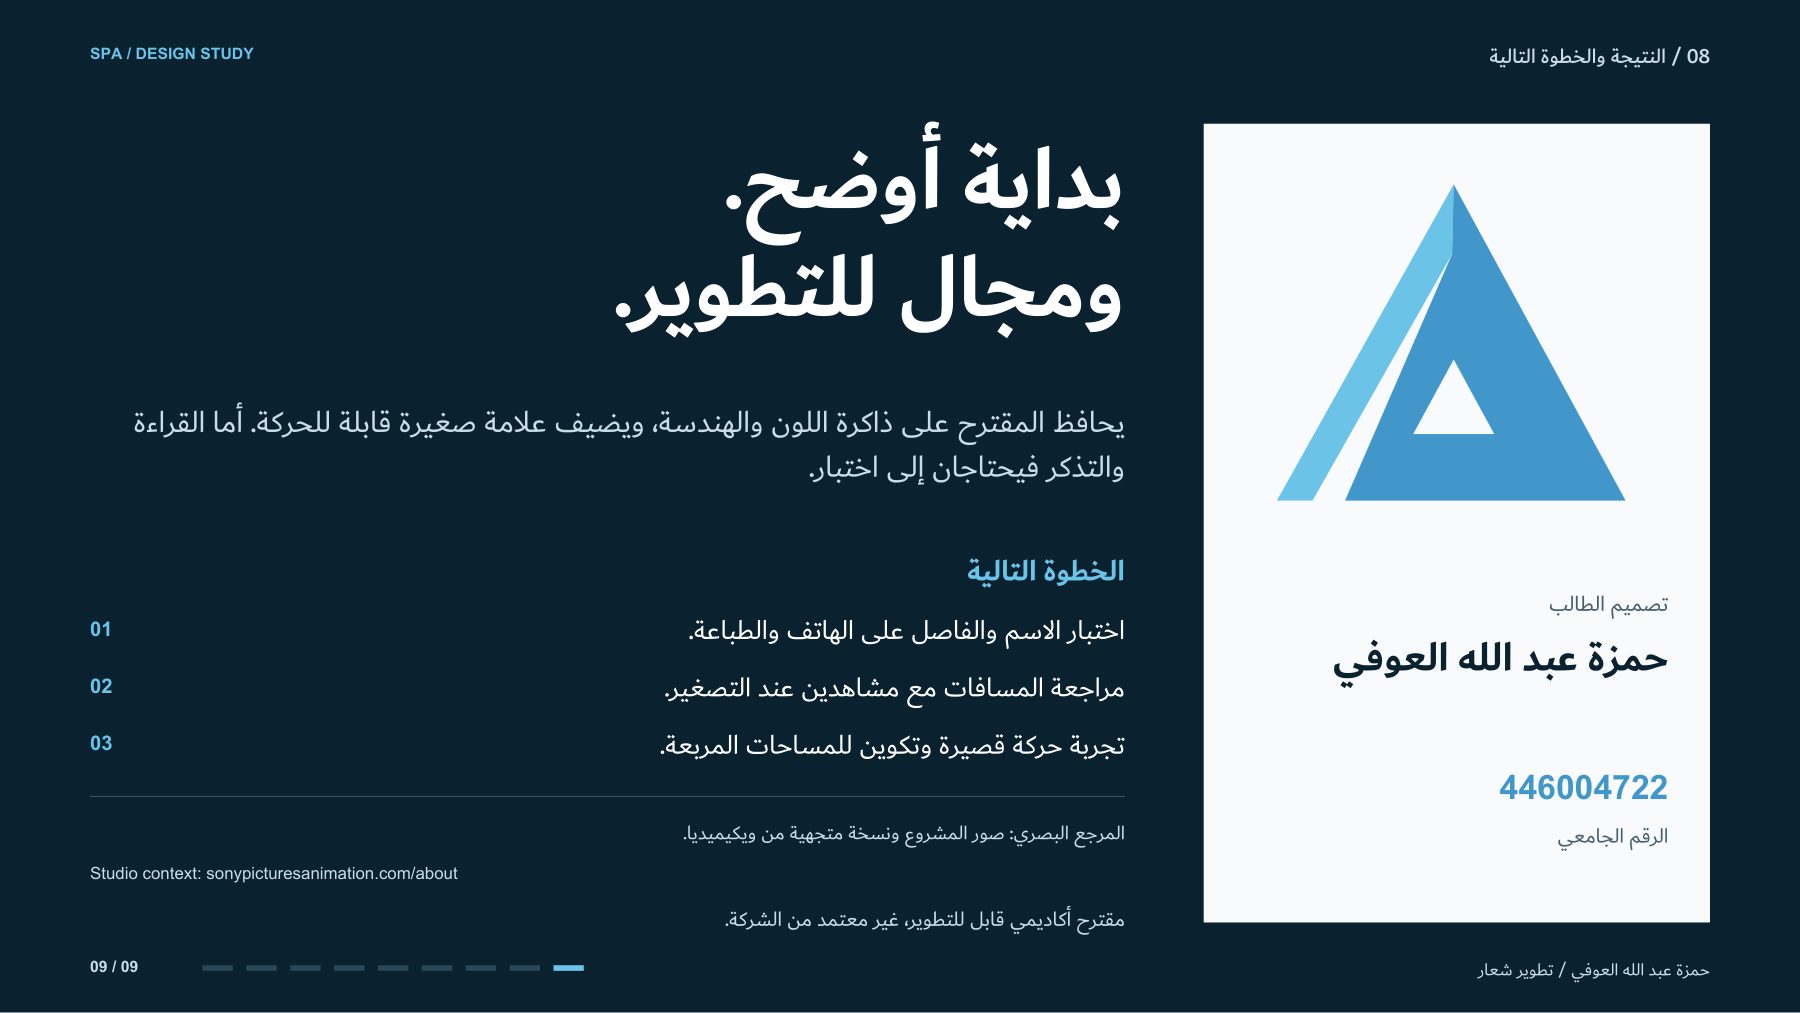 SPA / DESIGN STUDY
08 / النتيجة والخطوة التالية
بداية أوضح.
ومجال للتطوير.
يحافظ المقترح على ذاكرة اللون والهندسة، ويضيف علامة صغيرة قابلة للحركة. أما القراءة
والتذكر فيحتاجان إلى اختبار.
الخطوة التالية
01 اختبار الاسم والفاصل على الهاتف والطباعة.
02 مراجعة المسافات مع مشاهدين عند التصغير.
03 تجربة حركة قصيرة وتكوين للمساحات المربعة.
المرجع البصري: صور المشروع ونسخة متجهية من ويكيميديا.
Studio context: sonypicturesanimation.com/about
مقترح أكاديمي قابل للتطوير، غير معتمد من الشركة.
تصميم الطالب
حمزة عبد الله العوفي
446004722
الرقم الجامعي
حمزة عبد الله العوفي / تطوير شعار
09 / 09